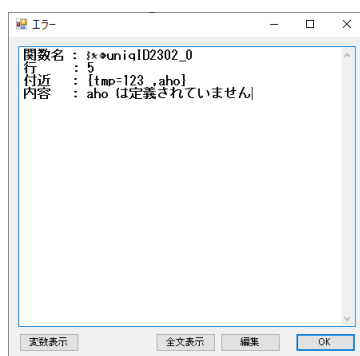 エラー
関数名 : }*◆uniqID2302_0
行 : 5
付近 : {tmp=123 ,aho}
内容 : aho は定義されていません
変数表示
全文表示
編集
OK